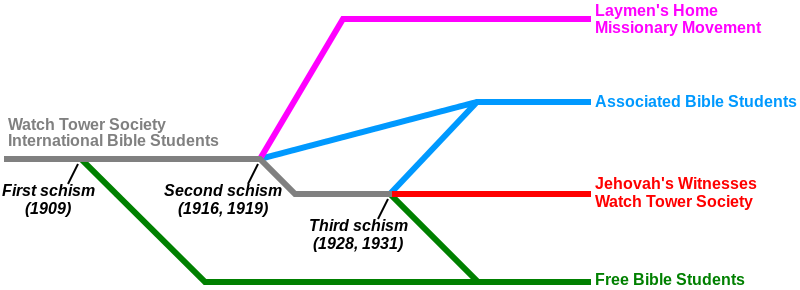 Laymen's Home
Missionary Movement
Associated Bible Students
Watch Tower Society
International Bible Students
First schism
(1909)
Second schism
(1916, 1919)
Third schism
(1928, 1931)
Jehovah's Witnesses
Watch Tower Society
Free Bible Students